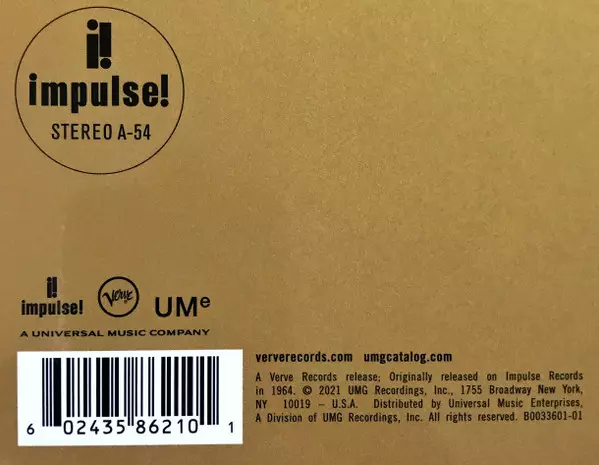 i!
impulse!
STEREO A-54
i!
impulse!
Verve
UMe
A UNIVERSAL MUSIC COMPANY
ververecords.com umgcatalog.com
A Verve Records release; Originally released on Impulse Records
in 1964. © 2021 UMG Recordings, Inc., 1755 Broadway New York,
NY 10019 – U.S.A. Distributed by Universal Music Enterprises,
A Division of UMG Recordings, Inc. All rights reserved. B0033601-01
6 02435 86210 1